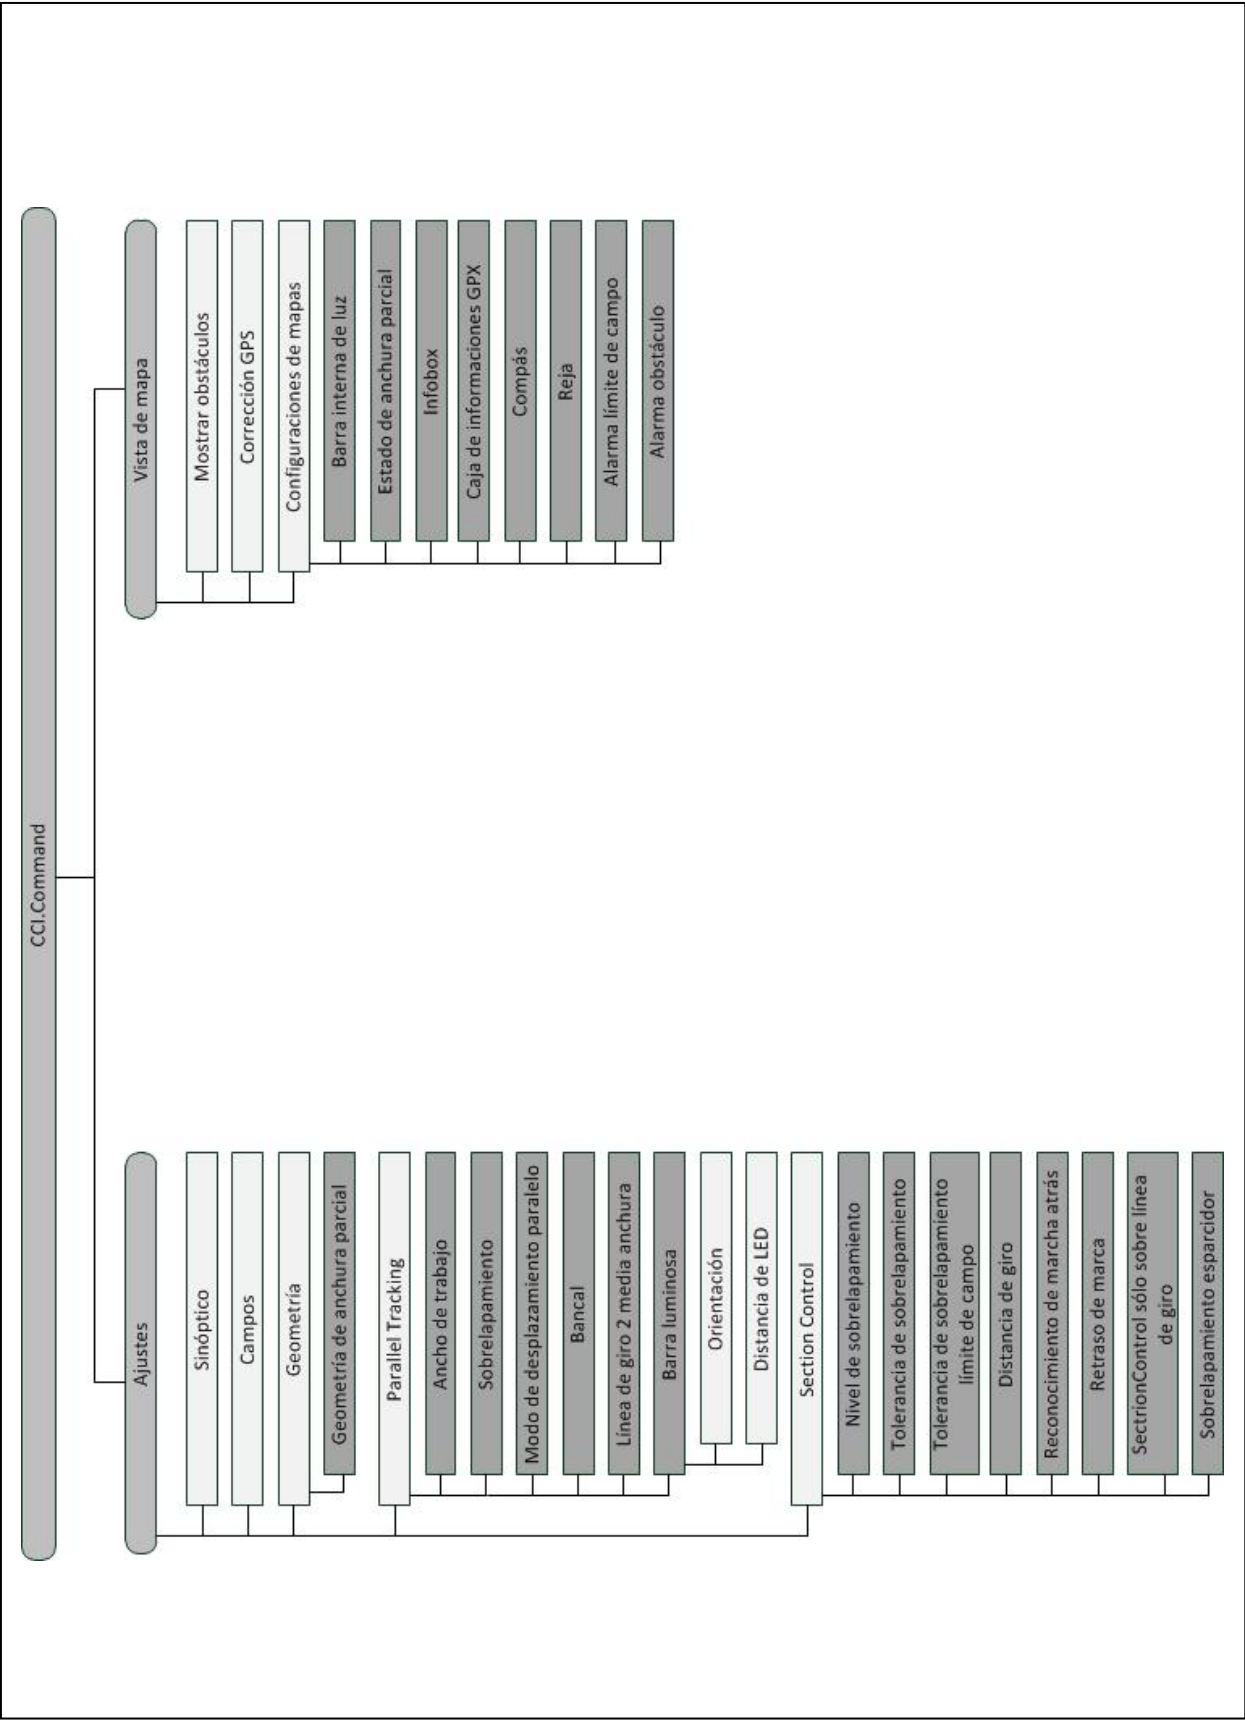 CCI.Command
Ajustes
Sinóptico
Campos
Geometría
Geometría de anchura parcial
Parallel Tracking
Ancho de trabajo
Sobrelapamiento
Modo de desplazamiento paralelo
Bancal
Línea de giro 2 media anchura
Barra luminosa
Orientación
Distancia de LED
Section Control
Nivel de sobrelapamiento
Tolerancia de sobrelapamiento
Tolerancia de sobrelapamiento
límite de campo
Distancia de giro
Reconocimiento de marcha atrás
Retraso de marca
SectrionControl sólo sobre línea
de giro
Sobrelapamiento esparcidor
Vista de mapa
Mostrar obstáculos
Corrección GPS
Configuraciones de mapas
Barra interna de luz
Estado de anchura parcial
Infobox
Caja de informaciones GPX
Compás
Reja
Alarma límite de campo
Alarma obstáculo